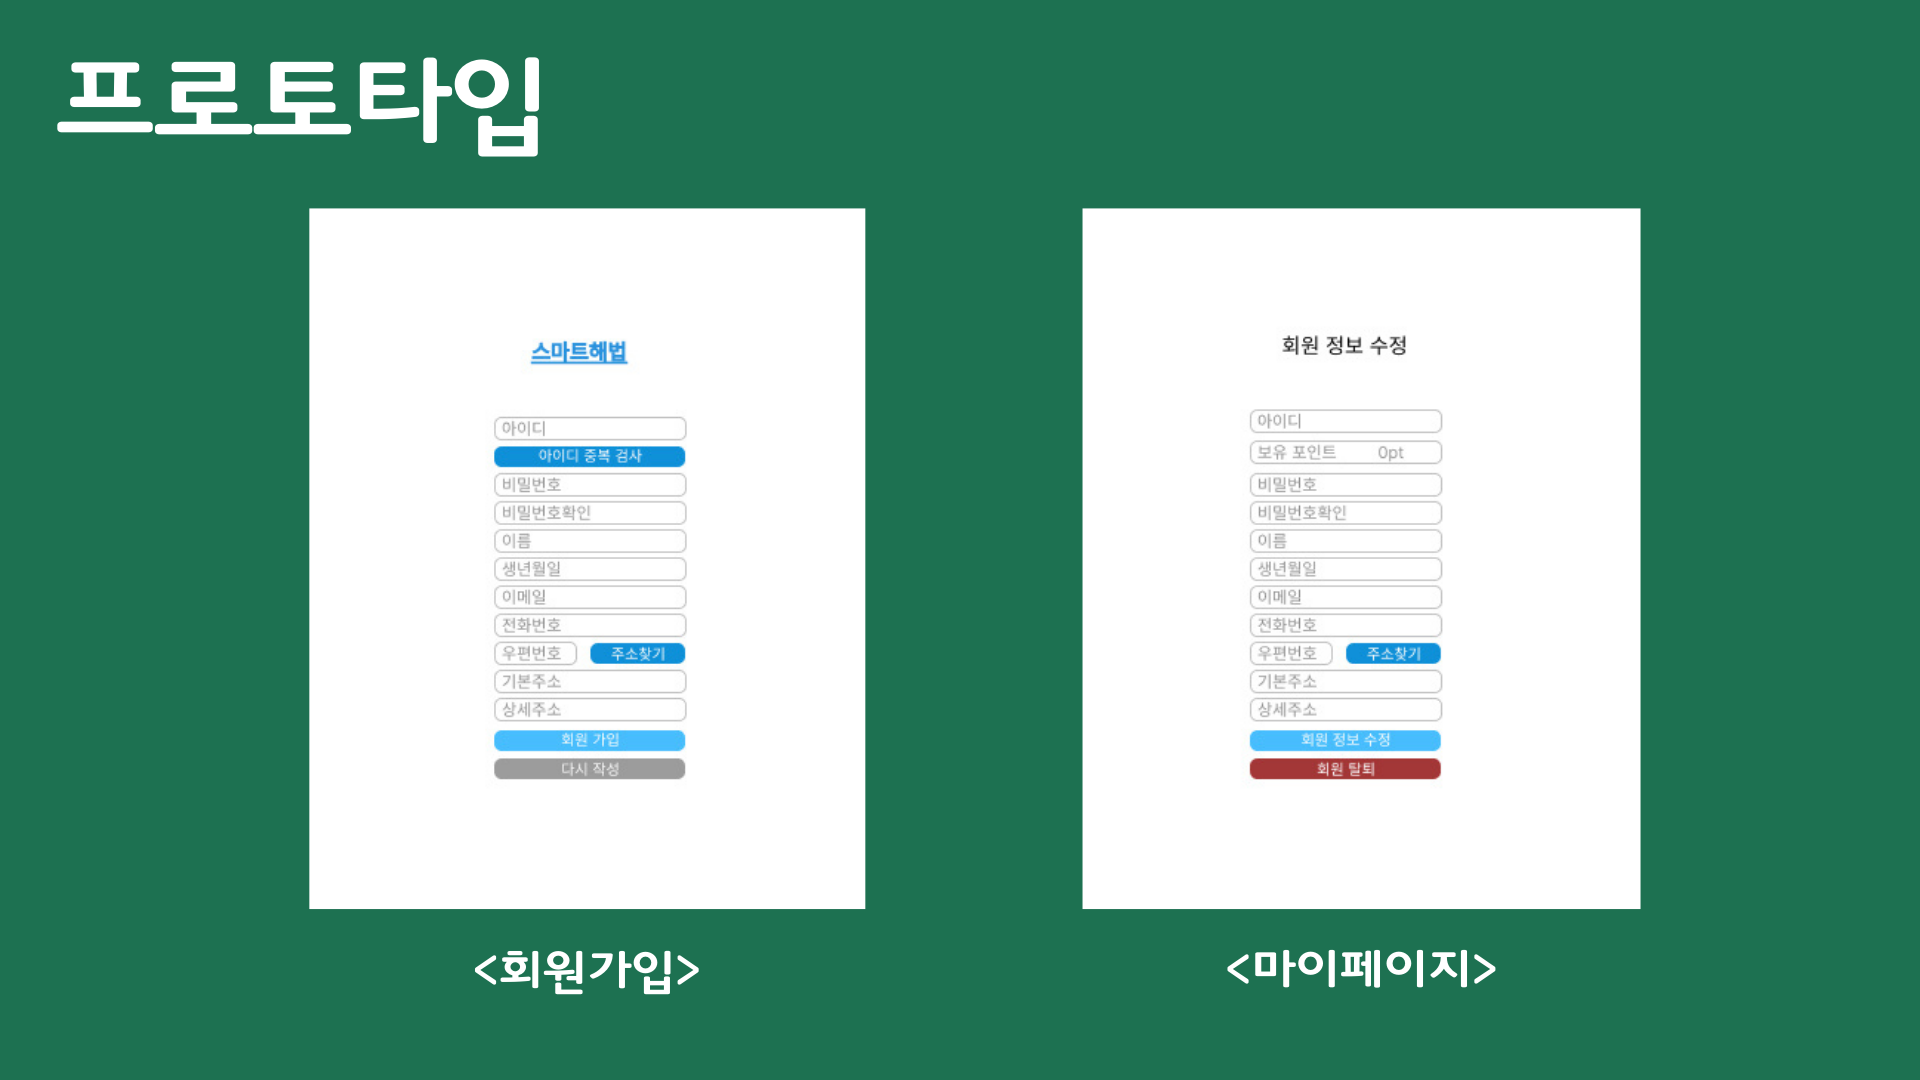 프로토타입
스마트해법
아이디
아이디 중복 검사
비밀번호
비밀번호확인
이름
생년월일
이메일
전화번호
우편번호 주소찾기
기본주소
상세주소
회원 가입
다시 작성
<회원가입>
회원 정보 수정
아이디
보유 포인트 0pt
비밀번호
비밀번호확인
이름
생년월일
이메일
전화번호
우편번호 주소찾기
기본주소
상세주소
회원 정보 수정
회원 탈퇴
<마이페이지>